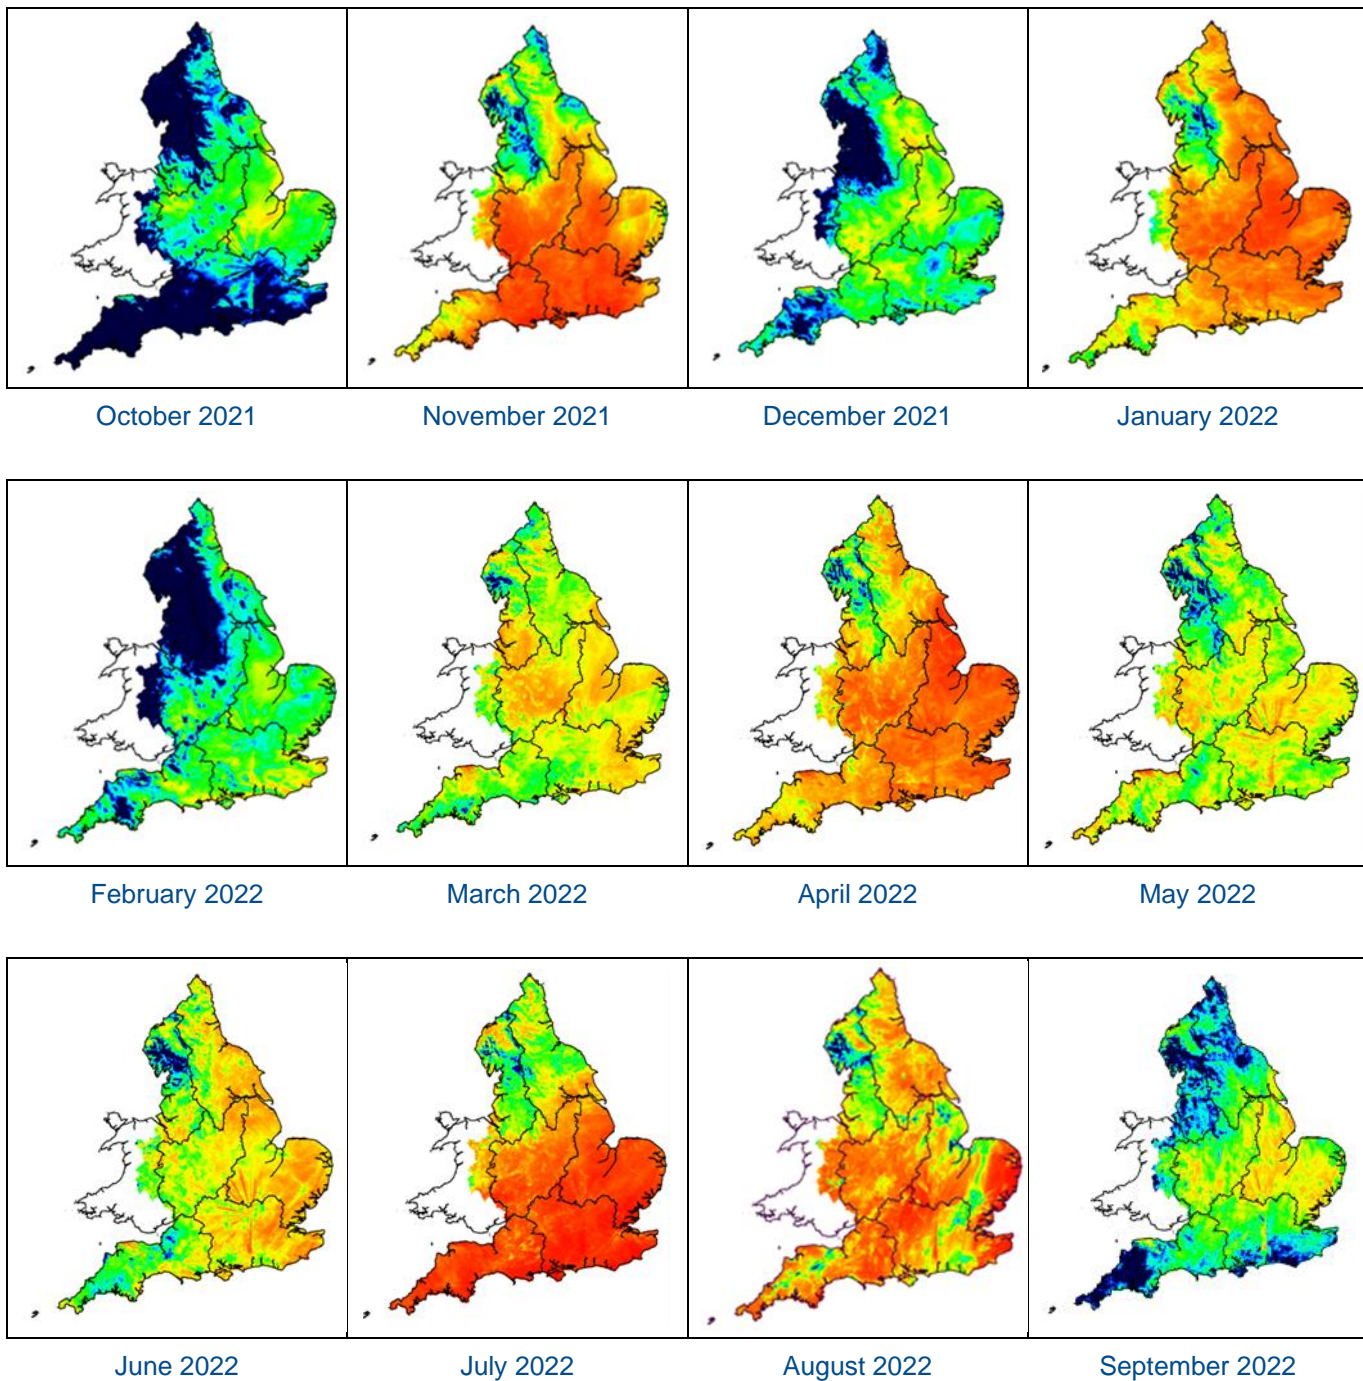 October 2021
November 2021
December 2021
January 2022
February 2022
March 2022
April 2022
May 2022
June 2022
July 2022
August 2022
September 2022